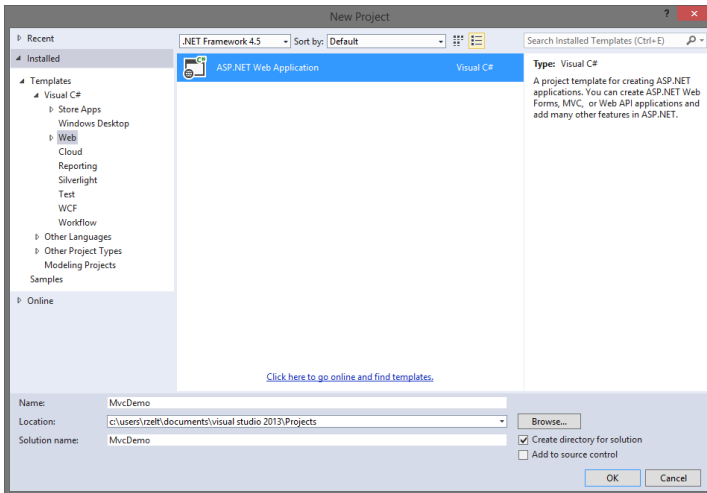 New Project
?
Recent
.NET Framework 4.5
Sort by: Default
Search Installed Templates (Ctrl+E)
Installed
ASP.NET Web Application
Visual C#
Type: Visual C#
A project template for creating ASP.NET
applications. You can create ASP.NET Web
Forms, MVC, or Web API applications and
add many other features in ASP.NET.
Templates
Visual C#
Store Apps
Windows Desktop
Web
Cloud
Reporting
Silverlight
Test
WCF
Workflow
Other Languages
Other Project Types
Modeling Projects
Samples
Online
Click here to go online and find templates.
Name: MvcDemo
Location: c:\users\rzelt\documents\visual studio 2013\Projects
Browse...
Solution name: MvcDemo
Create directory for solution
Add to source control
OK
Cancel